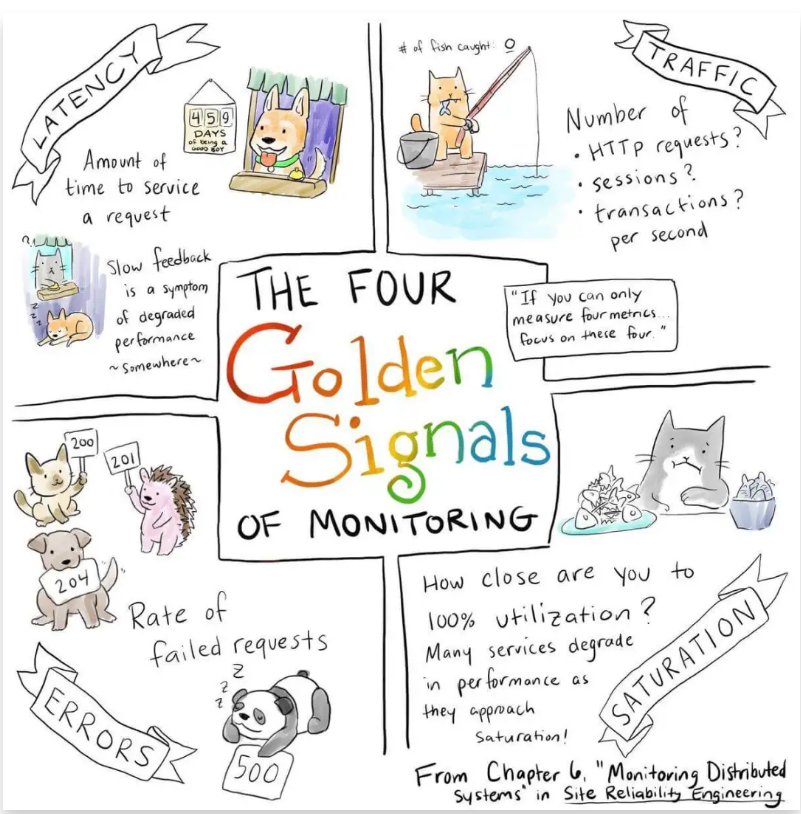 LATENCY
459
DAYS
of being a
GOOD BOY
Amount of
time to service
a request
Slow feedback
is a symptom
of degraded
performance
~Somewhere~
z
z
z
# of fish caught: 0
TRAFFIC
Number of
• HTTP requests?
• sessions?
• transactions?
per second
THE FOUR
Golden
Signals
OF MONITORING
"If you can only
measure four metrics...
focus on these four."
200
201
204
Rate of
failed requests
ERRORS
z
z
z
500
How close are you to
100% utilization?
Many services degrade
in performance as
they approach
Saturation!
SATURATION
From Chapter 6, "Monitoring Distributed
Systems" in Site Reliability Engineering